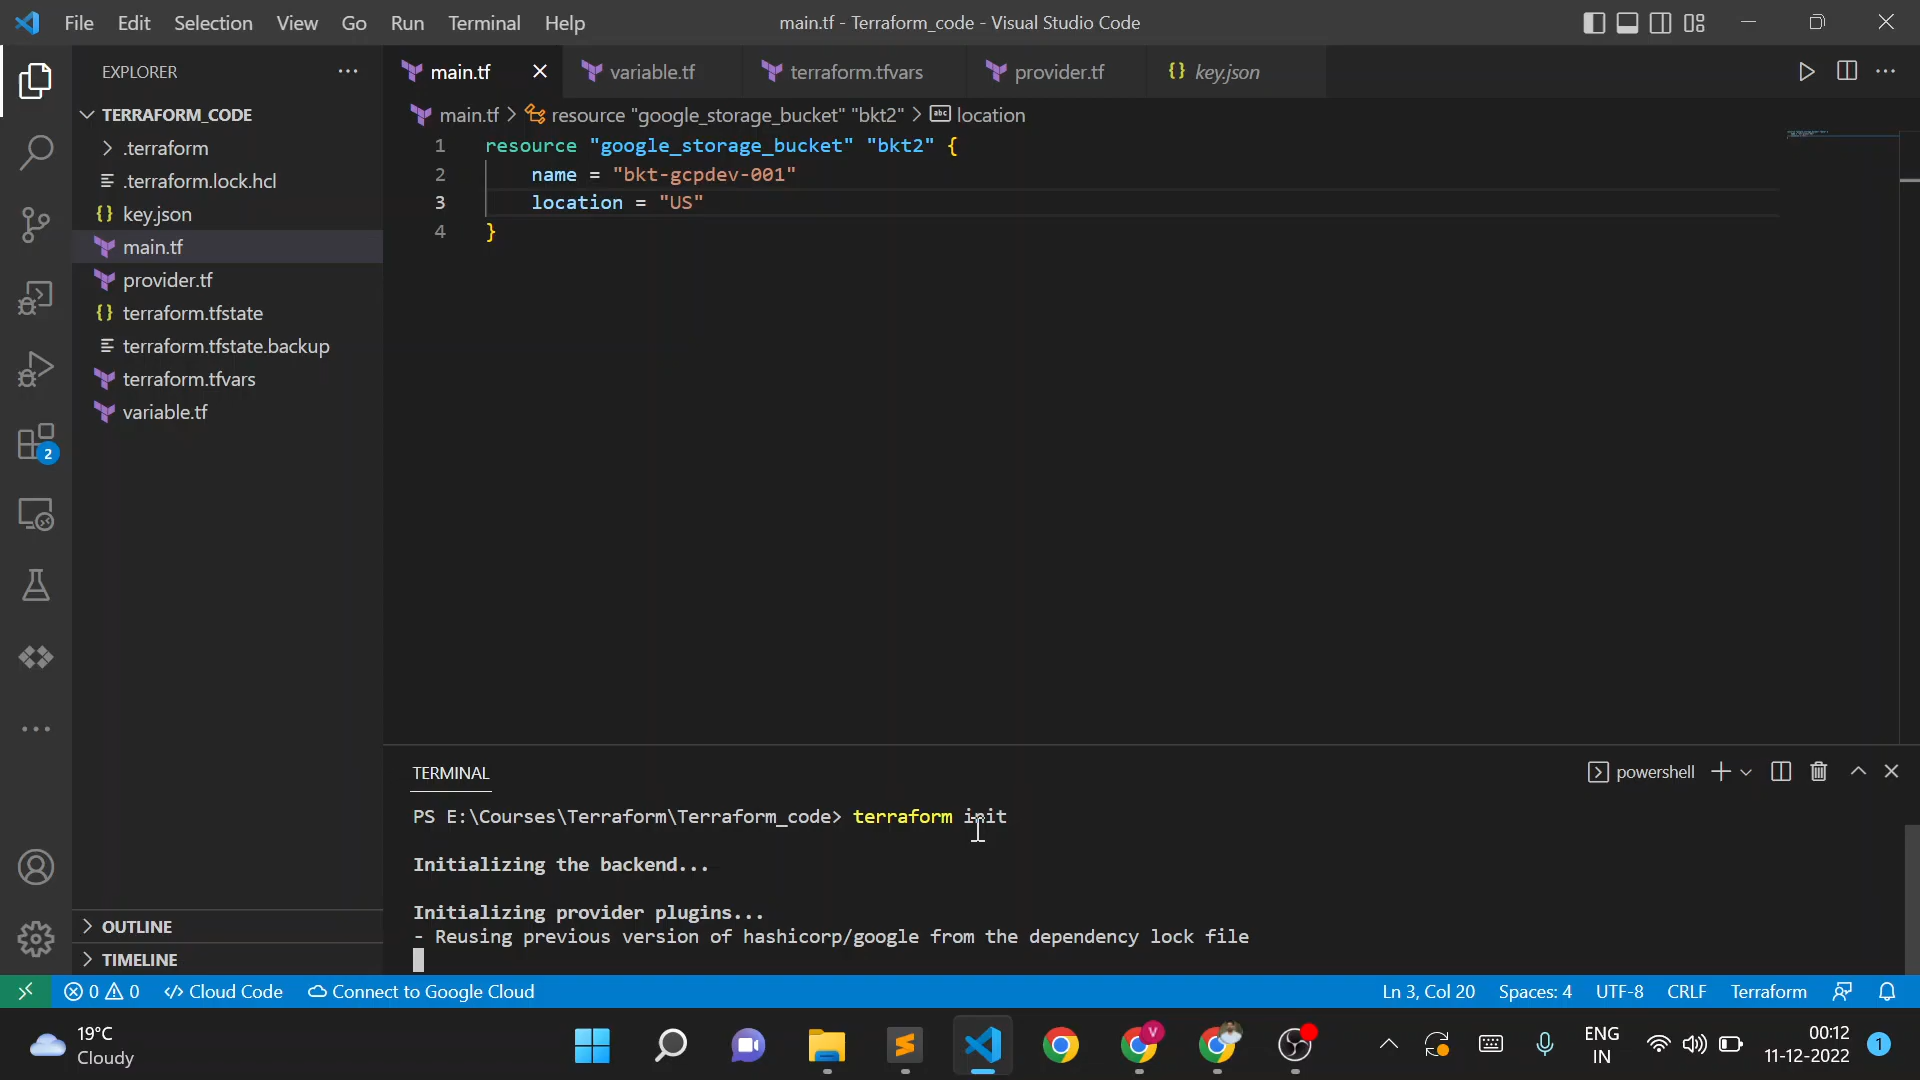 File Edit Selection View Go Run Terminal Help
main.tf - Terraform_code - Visual Studio Code
EXPLORER
TERRAFORM_CODE
.terraform
.terraform.lock.hcl
key.json
main.tf
provider.tf
terraform.tfstate
terraform.tfstate.backup
terraform.tfvars
variable.tf
2
OUTLINE
TIMELINE
main.tf variable.tf terraform.tfvars provider.tf key.json
main.tf > resource "google_storage_bucket" "bkt2" > abc location
1 resource "google_storage_bucket" "bkt2" {
2 name = "bkt-gcpdev-001"
3 location = "US"
4 }
TERMINAL
powershell
PS E:\Courses\Terraform\Terraform_code> terraform init
Initializing the backend...
Initializing provider plugins...
- Reusing previous version of hashicorp/google from the dependency lock file
0 0 Cloud Code Connect to Google Cloud
Ln 3, Col 20 Spaces: 4 UTF-8 CRLF Terraform
19°C
Cloudy
V
ENG
IN
00:12
11-12-2022
1